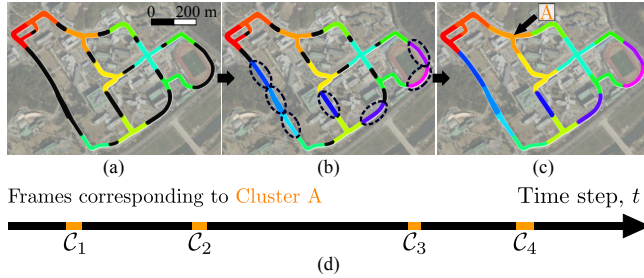 0 200 m
A
(a) (b) (c)
Frames corresponding to Cluster A Time step, t
C₁ C₂ C₃ C₄
(d)